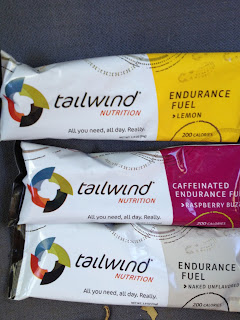 tailwind
NUTRITION
All you need, all day. Really.
ENDURANCE
FUEL
>LEMON
200 CALORIES
tailwind
NUTRITION
All you need, all day. Really.
CAFFEINATED
ENDURANCE FU
>RASPBERRY BUZZ
200 CALORIES
tailwind
NUTRITION
All you need, all day. Really.
ENDURANCE
FUEL
>NAKED UNFLAVOR
200 CALORIES